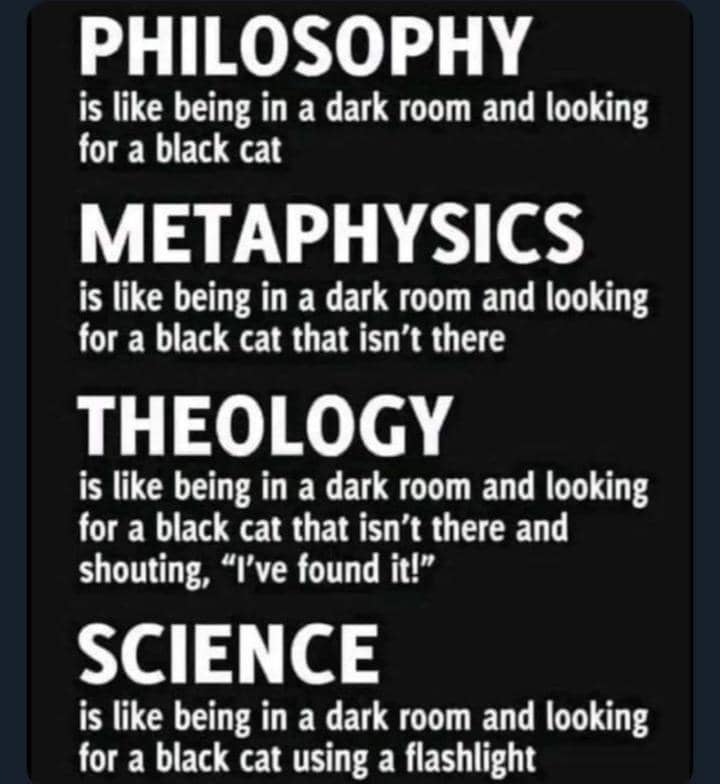 PHILOSOPHY
is like being in a dark room and looking
for a black cat
METAPHYSICS
is like being in a dark room and looking
for a black cat that isn’t there
THEOLOGY
is like being in a dark room and looking
for a black cat that isn’t there and
shouting, “I’ve found it!”
SCIENCE
is like being in a dark room and looking
for a black cat using a flashlight